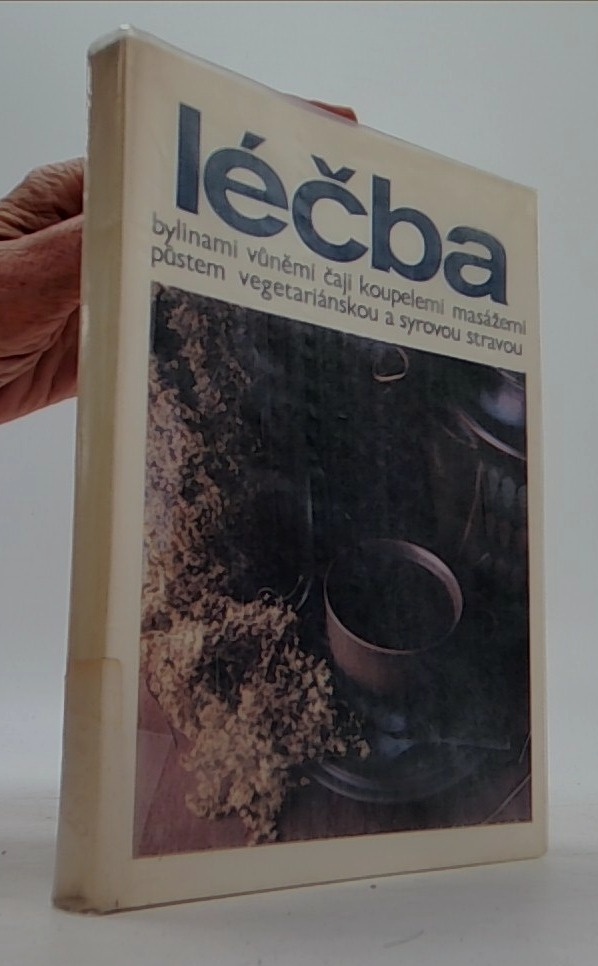 léčba
bylinami vůněmi čaji koupelemi masážemi
půstem vegetariánskou a syrovou stravou